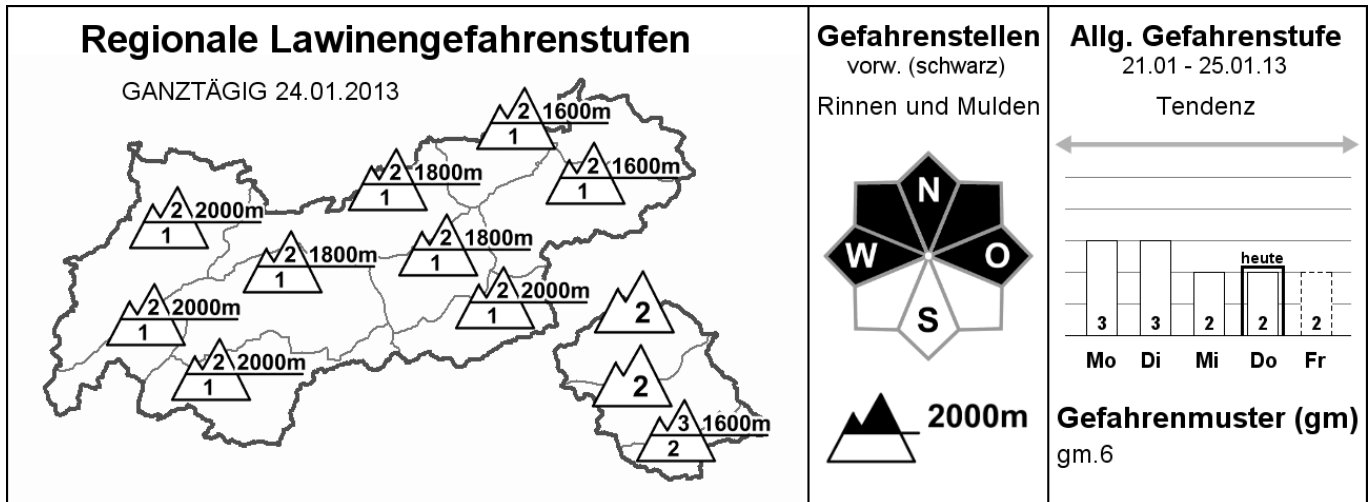 Regionale Lawinengefahrenstufen
GANZTÄGIG 24.01.2013
2 1600m
1
2 1600m
1
2 1800m
1
2 2000m
1
2 1800m
1
2 1800m
1
2 2000m
1
2 2000m
1
2
2 2000m
1
2
3 1600m
2
Gefahrenstellen
vorw. (schwarz)
Rinnen und Mulden
N
W
O
S
2000m
Allg. Gefahrenstufe
21.01 - 25.01.13
Tendenz
heute
3 3 2 2 2
Mo Di Mi Do Fr
Gefahrenmuster (gm)
gm.6